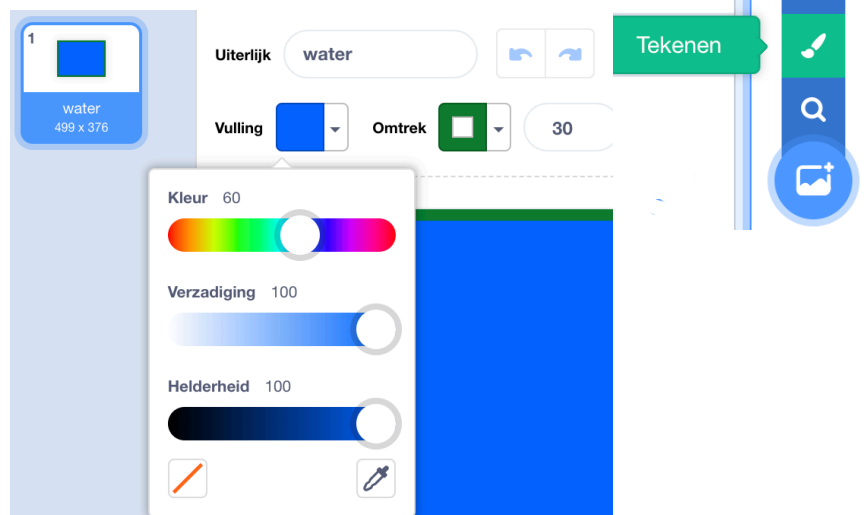 1
water
499 x 376
Uiterlijk water
Vulling Omtrek 30
Kleur 60
Verzadiging 100
Helderheid 100
Tekenen